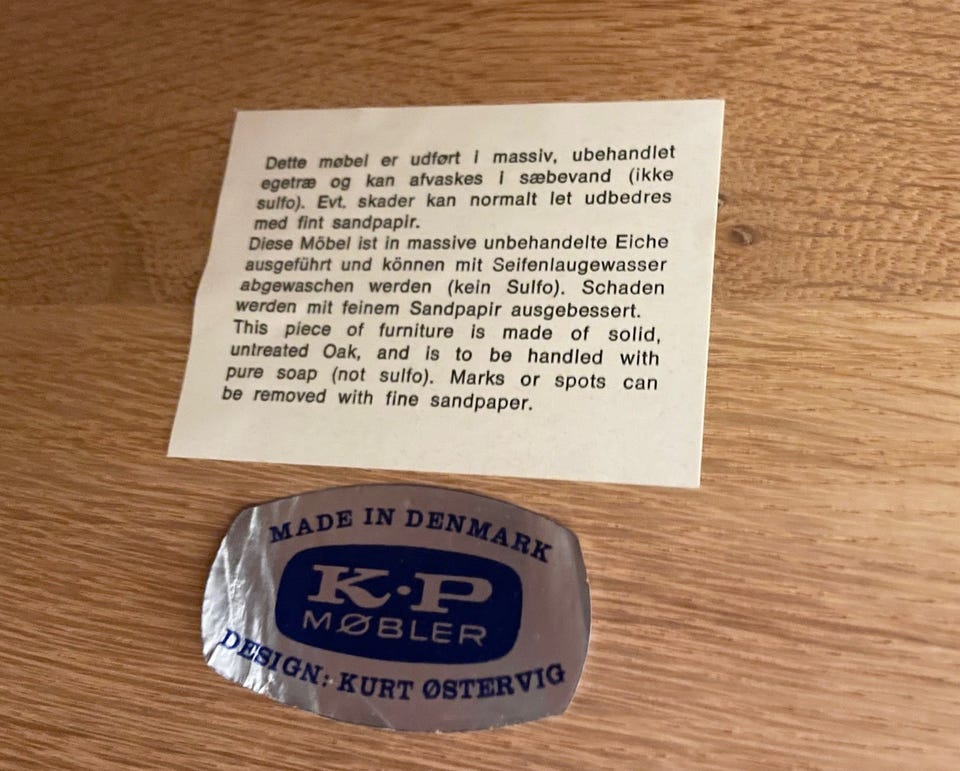 Dette møbel er udført i massiv, ubehandlet
egetræ og kan afvaskes i sæbevand (ikke
sulfo). Evt. skader kan normalt let udbedres
med fint sandpapir.
Diese Möbel ist in massive unbehandelte Eiche
ausgeführt und können mit Seifenlaugewasser
abgewaschen werden (kein Sulfo). Schaden
werden mit feinem Sandpapir ausgebessert.
This piece of furniture is made of solid,
untreated Oak, and is to be handled with
pure soap (not sulfo). Marks or spots can
be removed with fine sandpaper.
MADE IN DENMARK
K·P
MØBLER
DESIGN: KURT ØSTERVIG